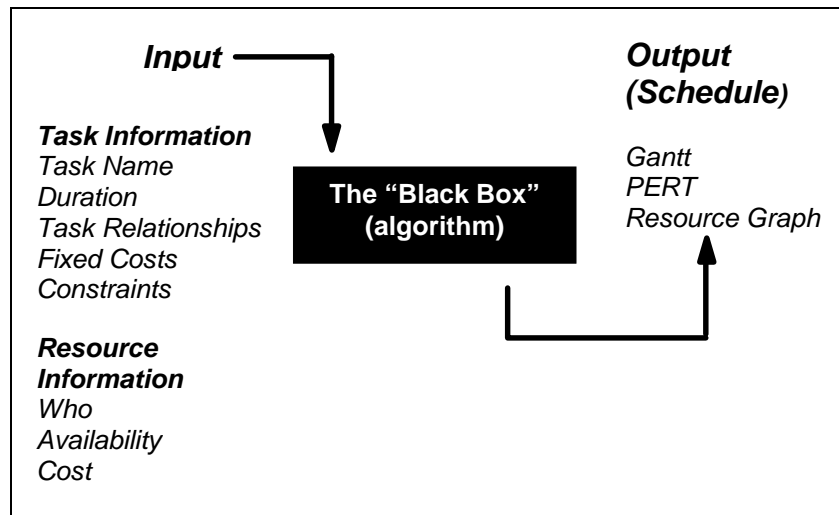 Input
Task Information
Task Name
Duration
Task Relationships
Fixed Costs
Constraints
Resource
Information
Who
Availability
Cost
The “Black Box”
(algorithm)
Output
(Schedule)
Gantt
PERT
Resource Graph